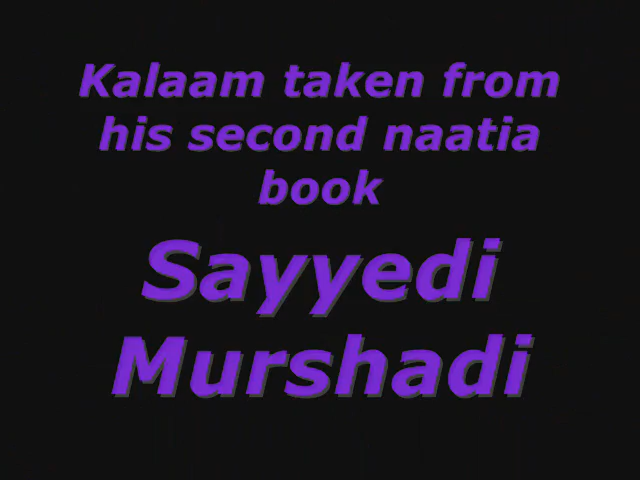 Kalaam taken from
his second naatia
book
Sayyedi
Murshadi